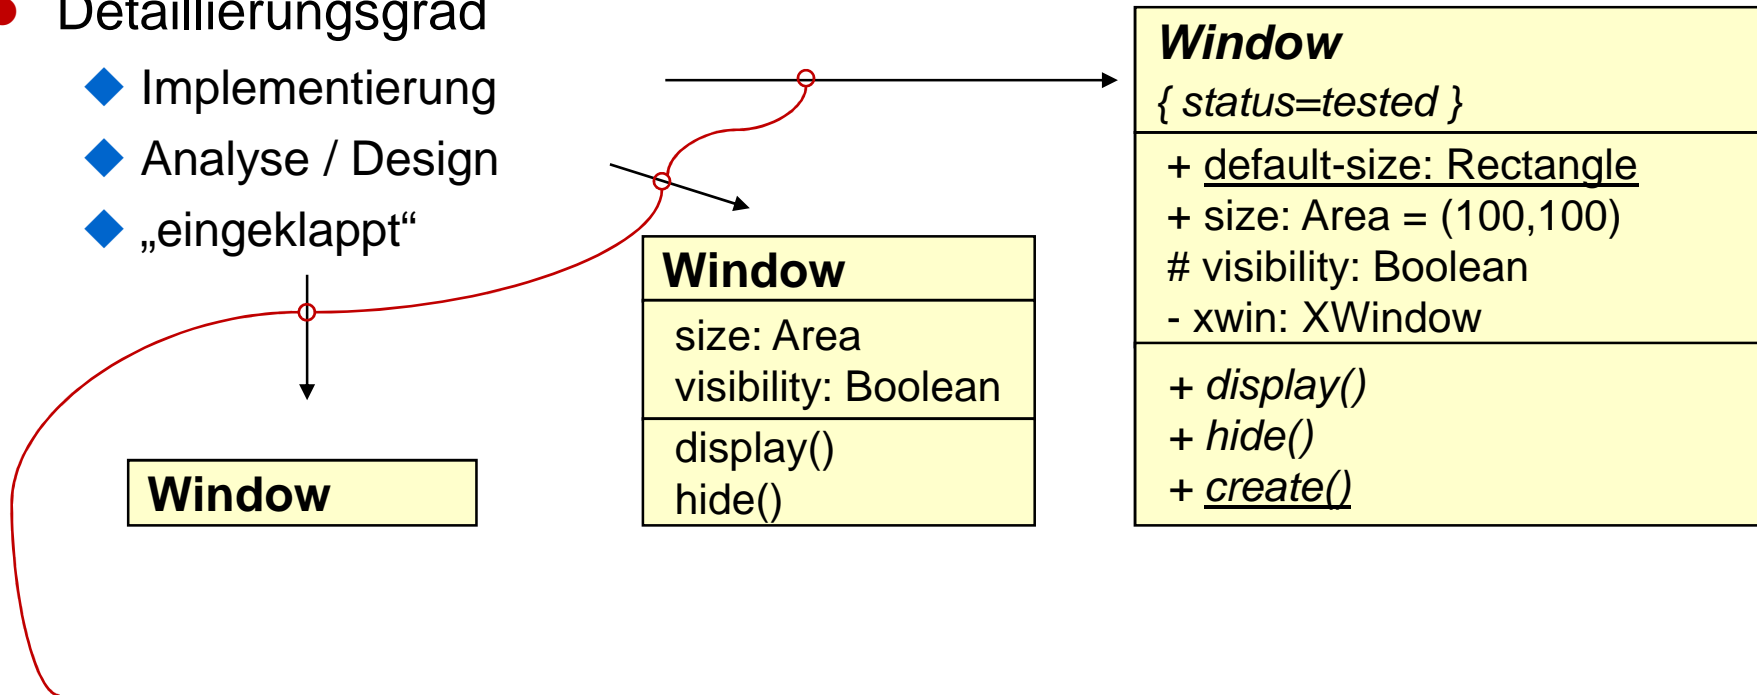 Detaillierungsgrad
Implementierung
Analyse / Design
„eingeklappt“
Window
Window
size: Area
visibility: Boolean
display()
hide()
Window
{ status=tested }
+ default-size: Rectangle
+ size: Area = (100,100)
# visibility: Boolean
- xwin: XWindow
+ display()
+ hide()
+ create()